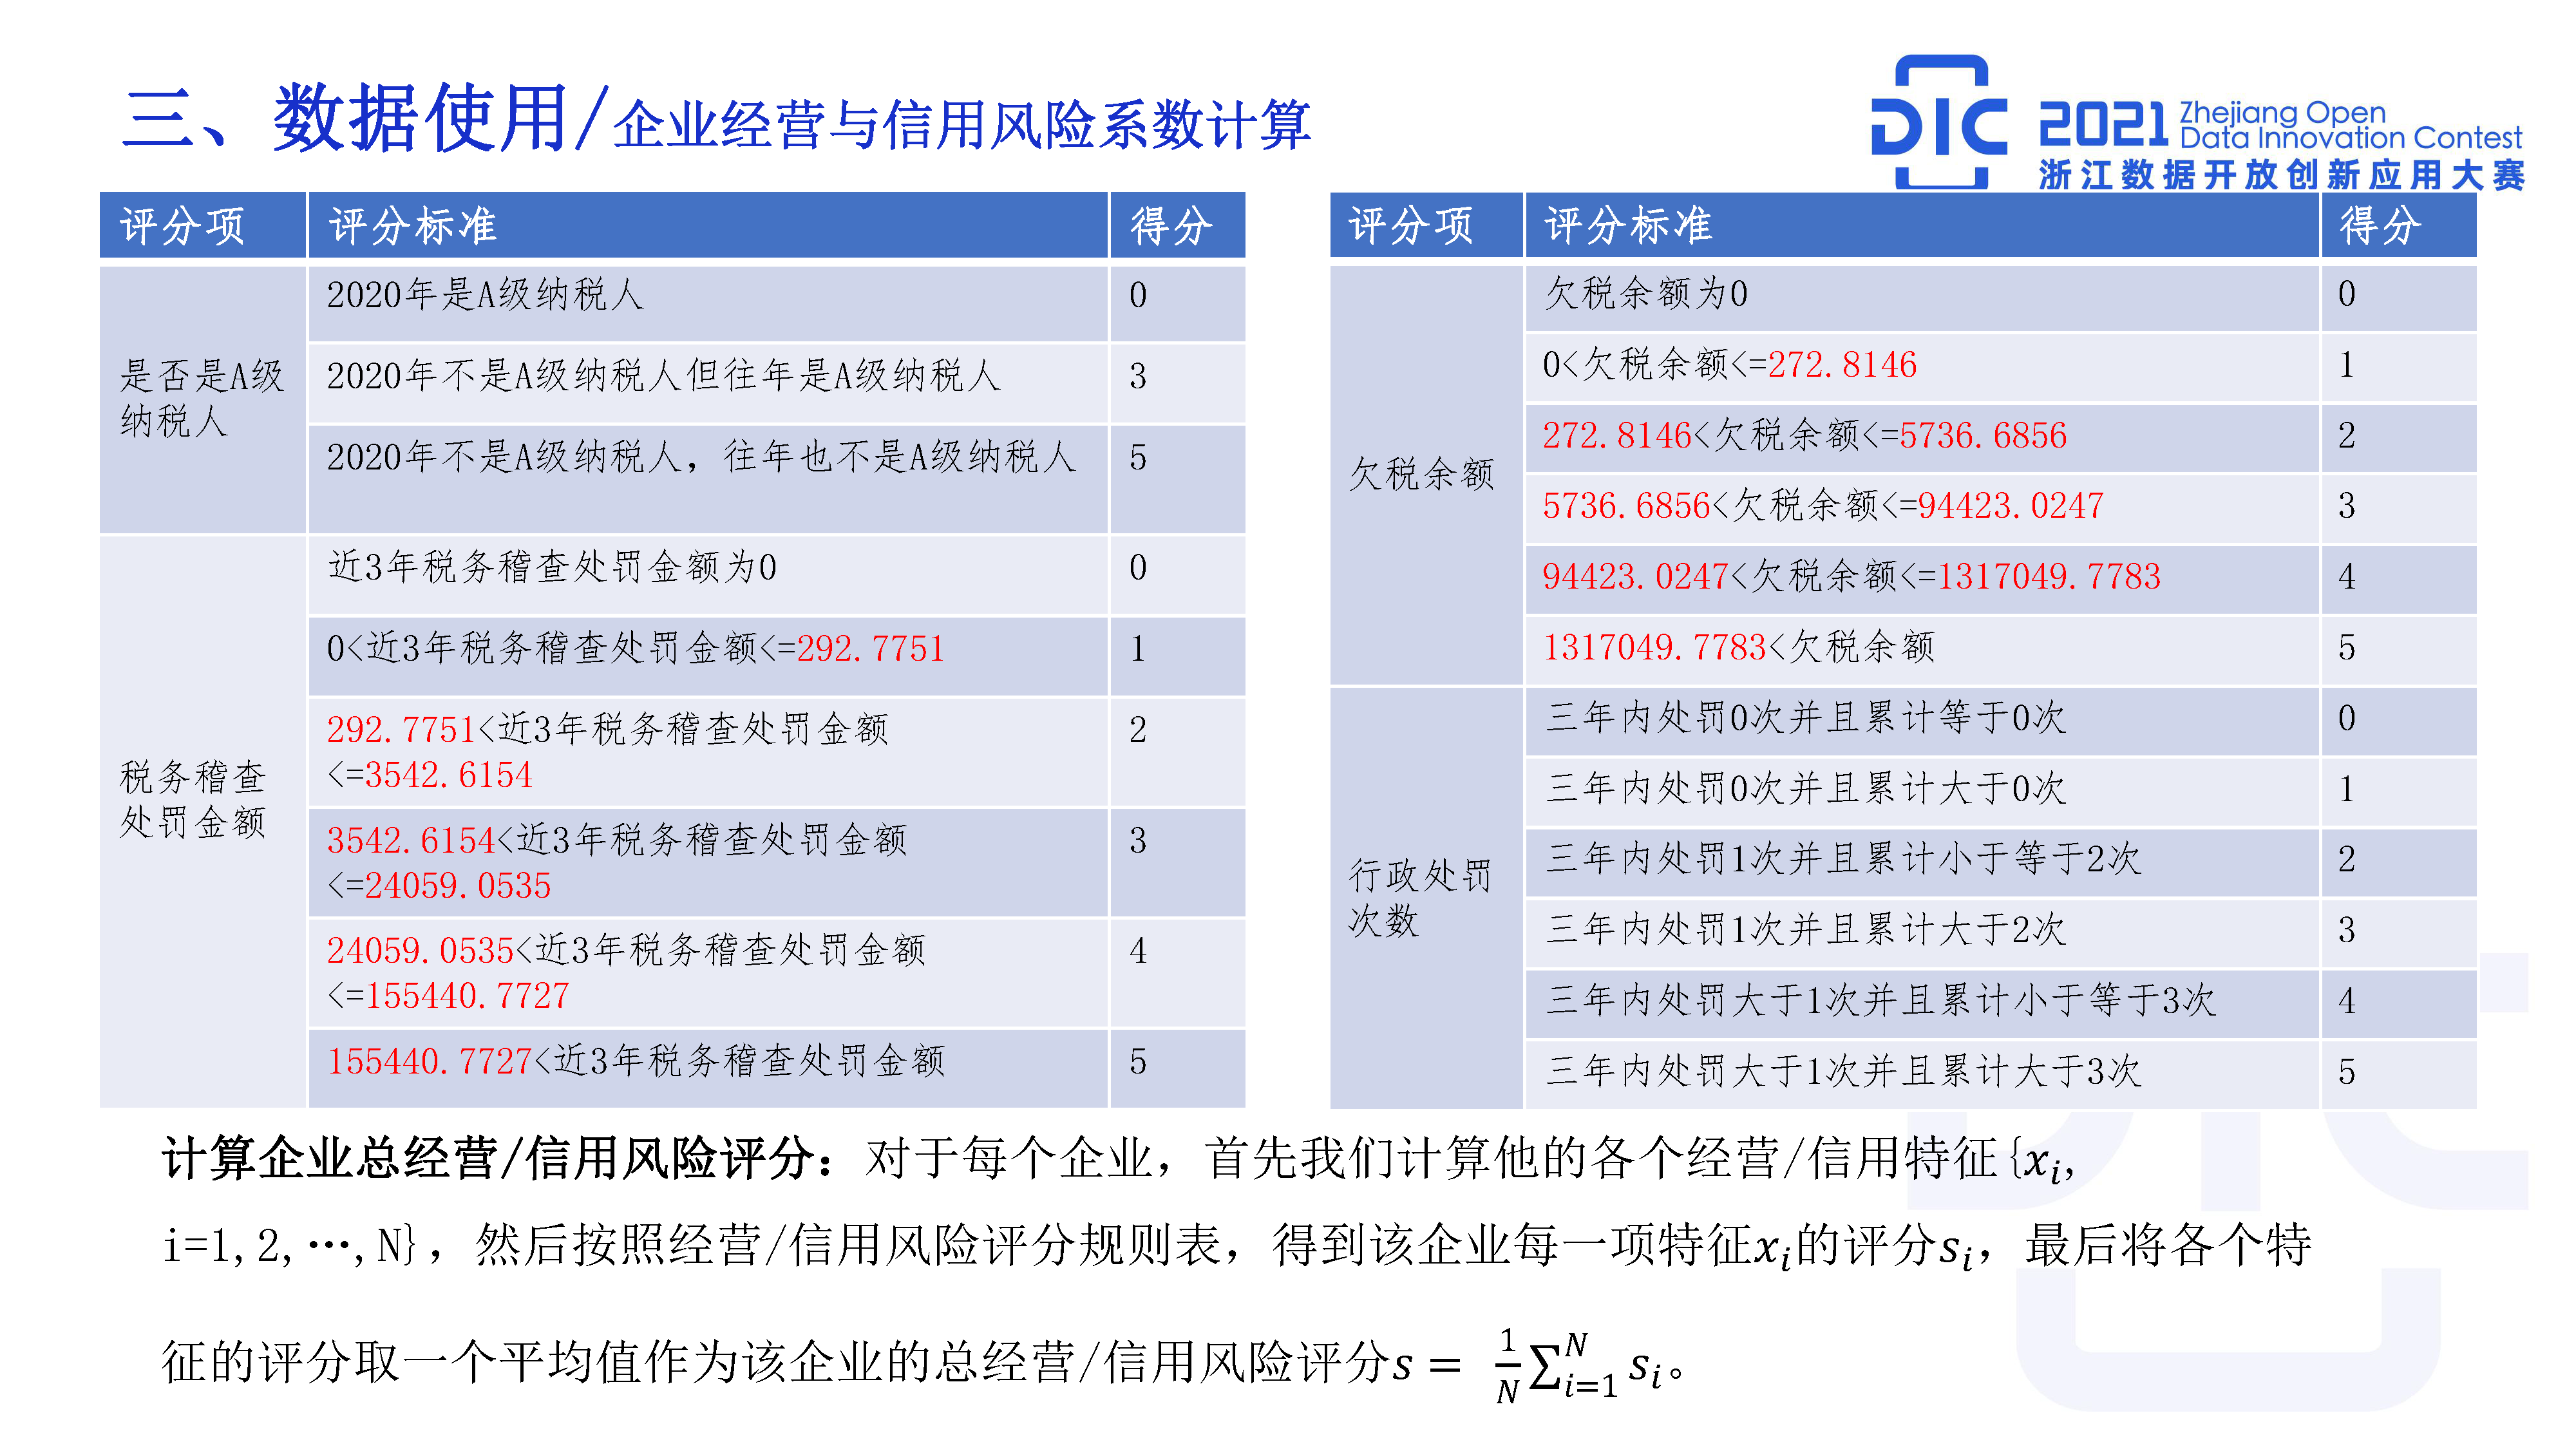 三、数据使用/企业经营与信用风险系数计算
DIC 2021 Zhejiang Open
Data Innovation Contest
浙江数据开放创新应用大赛
评分项 评分标准 得分
是否是A级
纳税人
2020年是A级纳税人 0
2020年不是A级纳税人但往年是A级纳税人 3
2020年不是A级纳税人，往年也不是A级纳税人 5
税务稽查
处罚金额
近3年税务稽查处罚金额为0 0
0<近3年税务稽查处罚金额<=292.7751 1
292.7751<近3年税务稽查处罚金额 2
<=3542.6154
3542.6154<近3年税务稽查处罚金额 3
<=24059.0535
24059.0535<近3年税务稽查处罚金额 4
<=155440.7727
155440.7727<近3年税务稽查处罚金额 5
评分项 评分标准 得分
欠税余额
欠税余额为0 0
0<欠税余额<=272.8146 1
272.8146<欠税余额<=5736.6856 2
5736.6856<欠税余额<=94423.0247 3
94423.0247<欠税余额<=1317049.7783 4
1317049.7783<欠税余额 5
行政处罚
次数
三年内处罚0次并且累计等于0次 0
三年内处罚0次并且累计大于0次 1
三年内处罚1次并且累计小于等于2次 2
三年内处罚1次并且累计大于2次 3
三年内处罚大于1次并且累计小于等于3次 4
三年内处罚大于1次并且累计大于3次 5
计算企业总经营/信用风险评分：对于每个企业，首先我们计算他的各个经营/信用特征{x_i,
i=1,2,…,N}，然后按照经营/信用风险评分规则表，得到该企业每一项特征x_i的评分s_i，最后将各个特
征的评分取一个平均值作为该企业的总经营/信用风险评分s = 1/N ∑_{i=1}^{N} s_i。